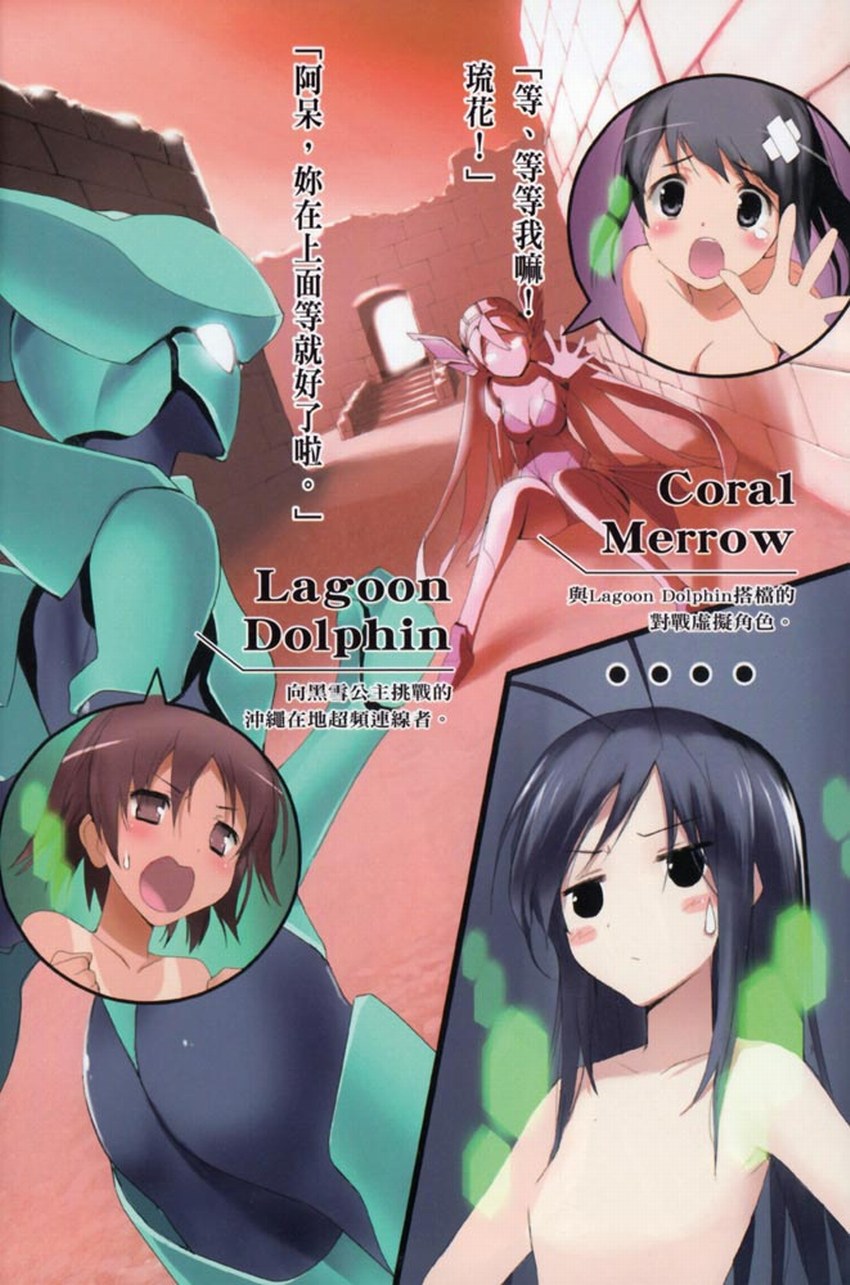 「等、等等我嘛！
琉花！」
「阿呆，妳在上面等就好了啦。」
Coral
Merrow
與Lagoon Dolphin搭檔的
對戰虛擬角色。
Lagoon
Dolphin
向黑雪公主挑戰的
沖繩在地超頻連線者。
●●●●